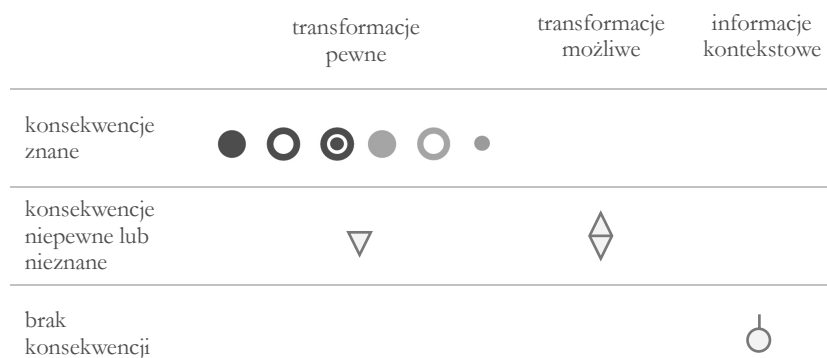 transformacje
pewne
transformacje
możliwe
informacje
kontekstowe
konsekwencje
znane
konsekwencje
niepewne lub
nieznane
brak
konsekwencji